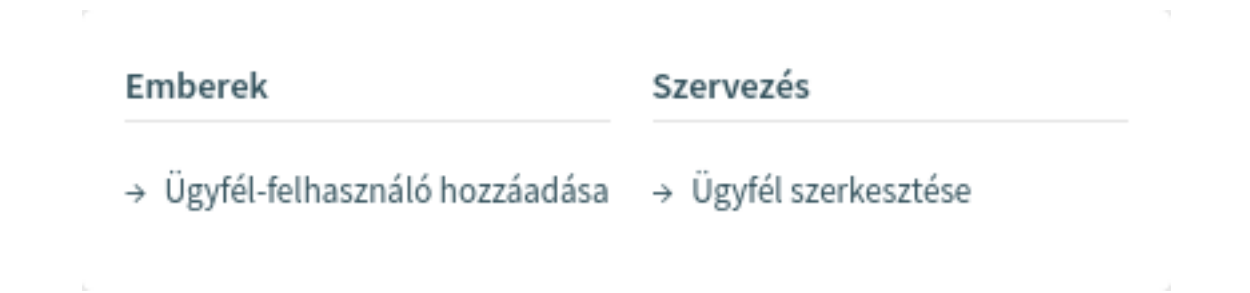 Emberek
Szervezés
→ Ügyfél-felhasználó hozzáadása
→ Ügyfél szerkesztése